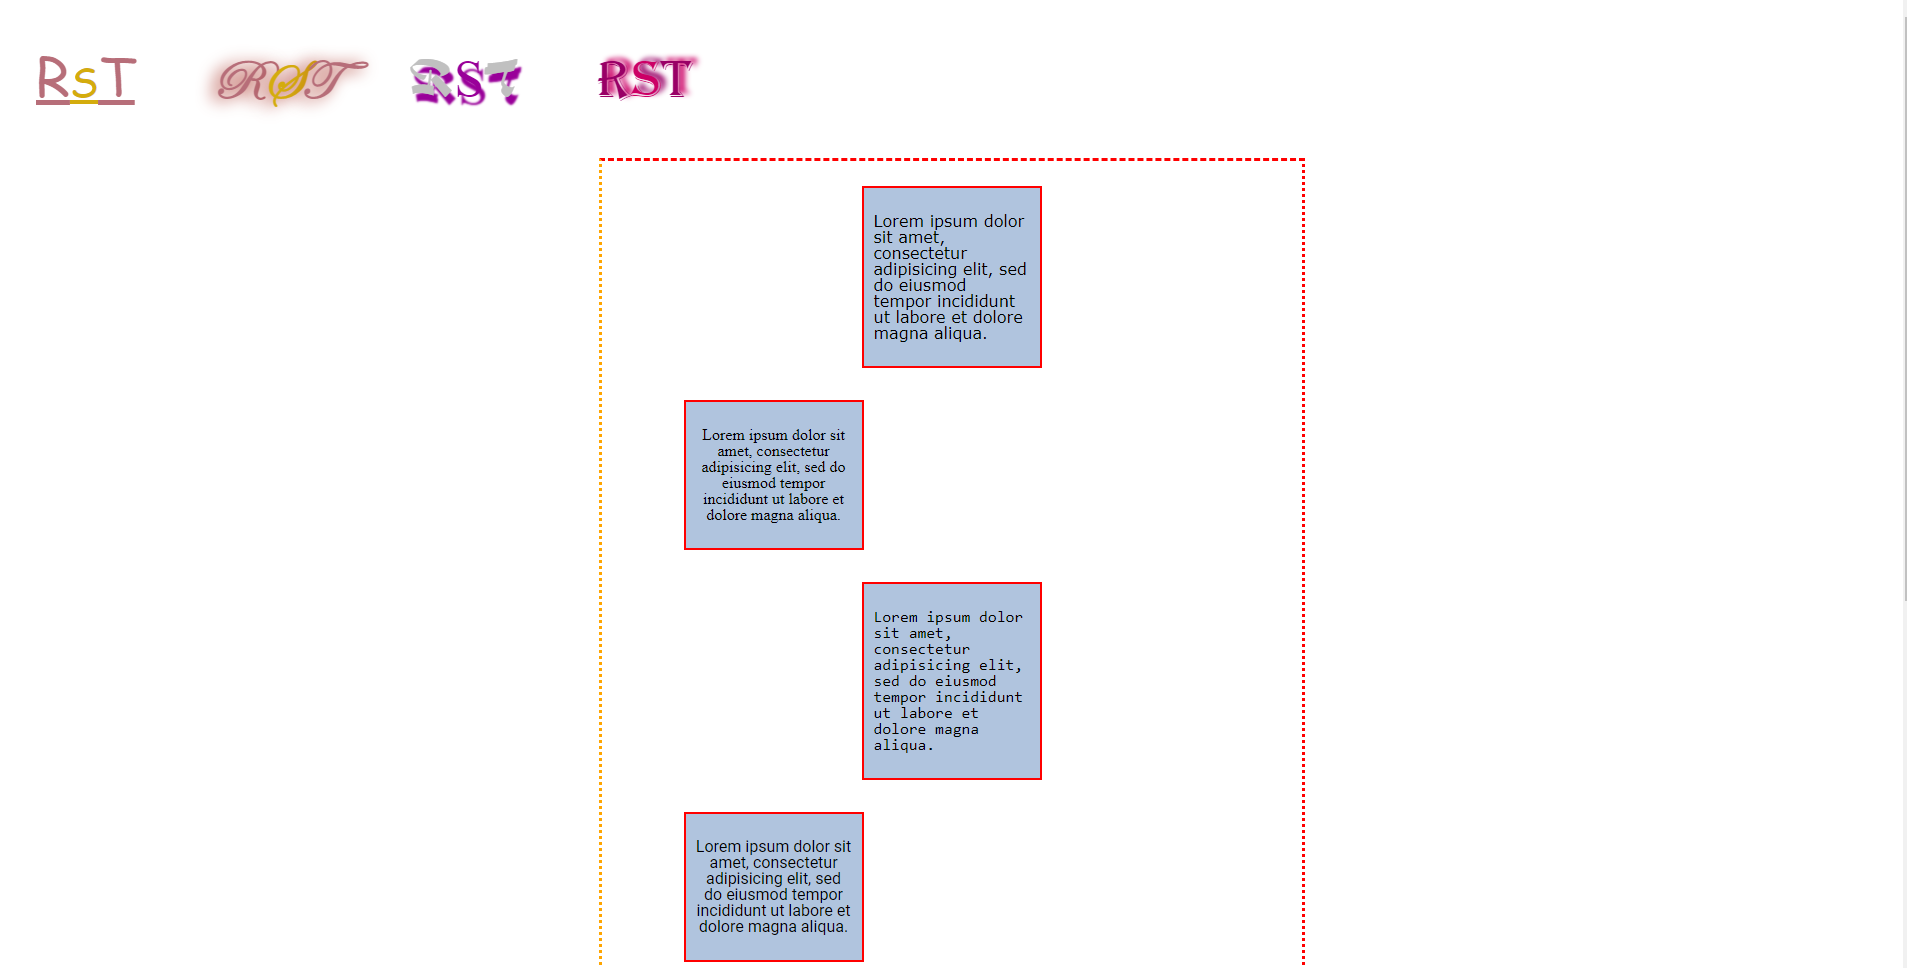 RsT
RST
RST
RST
Lorem ipsum dolor
sit amet,
consectetur
adipisicing elit, sed
do eiusmod
tempor incididunt
ut labore et dolore
magna aliqua.
Lorem ipsum dolor sit
amet, consectetur
adipisicing elit, sed do
eiusmod tempor
incididunt ut labore et
dolore magna aliqua.
Lorem ipsum dolor
sit amet,
consectetur
adipisicing elit,
sed do eiusmod
tempor incididunt
ut labore et
dolore magna
aliqua.
Lorem ipsum dolor sit
amet, consectetur
adipisicing elit, sed
do eiusmod tempor
incididunt ut labore et
dolore magna aliqua.